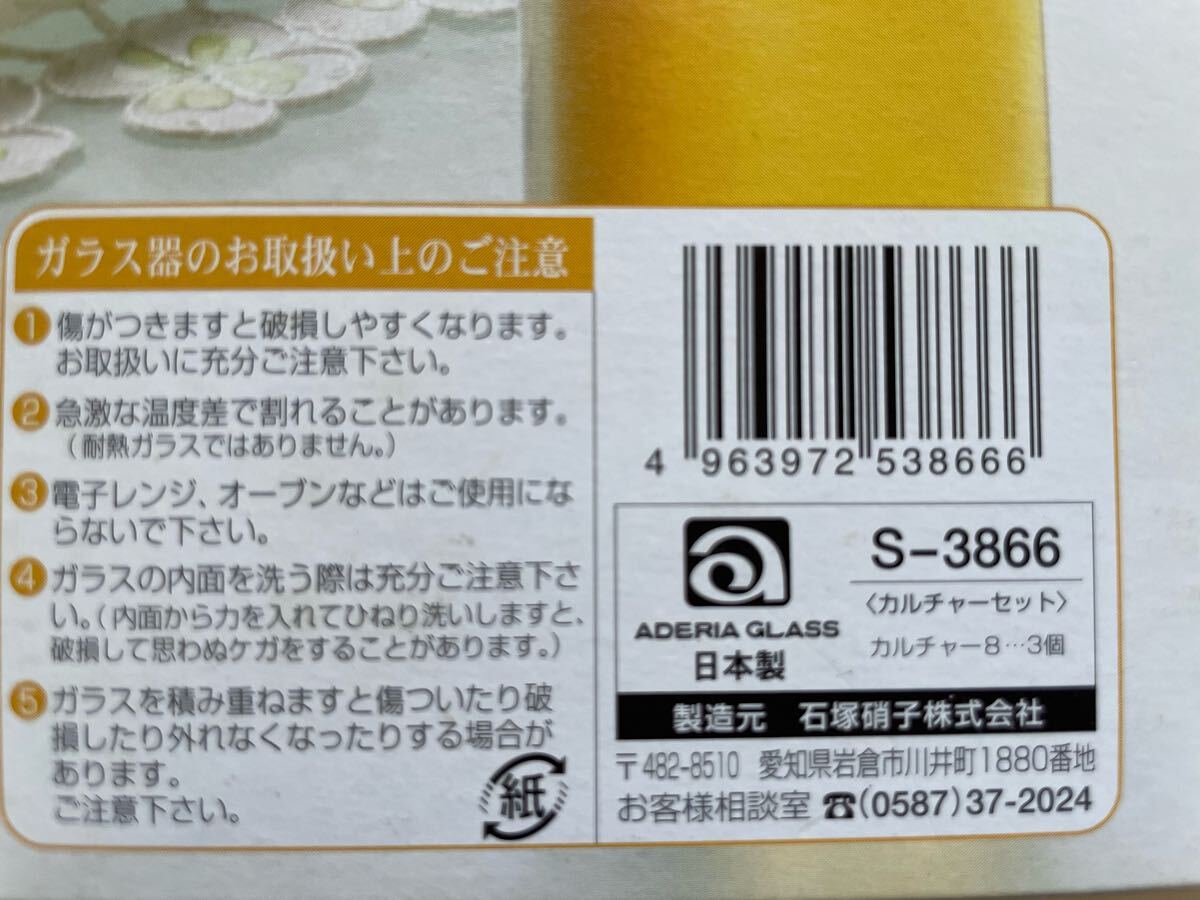 ガラス器のお取扱い上のご注意
1 傷がつきますと破損しやすくなります。
お取扱いに充分ご注意下さい。
2 急激な温度差で割れることがあります。
(耐熱ガラスではありません。)
3 電子レンジ、オーブンなどはご使用にな
らないで下さい。
4 ガラスの内面を洗う際は充分ご注意下さ
い。(内面から力を入れてひねり洗いしますと、
破損して思わぬケガをすることがあります。)
5 ガラスを積み重ねますと傷ついたり破
損したり外れなくなったりする場合が
あります。
ご注意下さい。
紙
4 963972 538666
ADERIA GLASS
日本製
S-3866
〈カルチャーセット〉
カルチャー8…3個
製造元 石塚硝子株式会社
〒482-8510 愛知県岩倉市川井町1880番地
お客様相談室 ☎(0587)37-2024